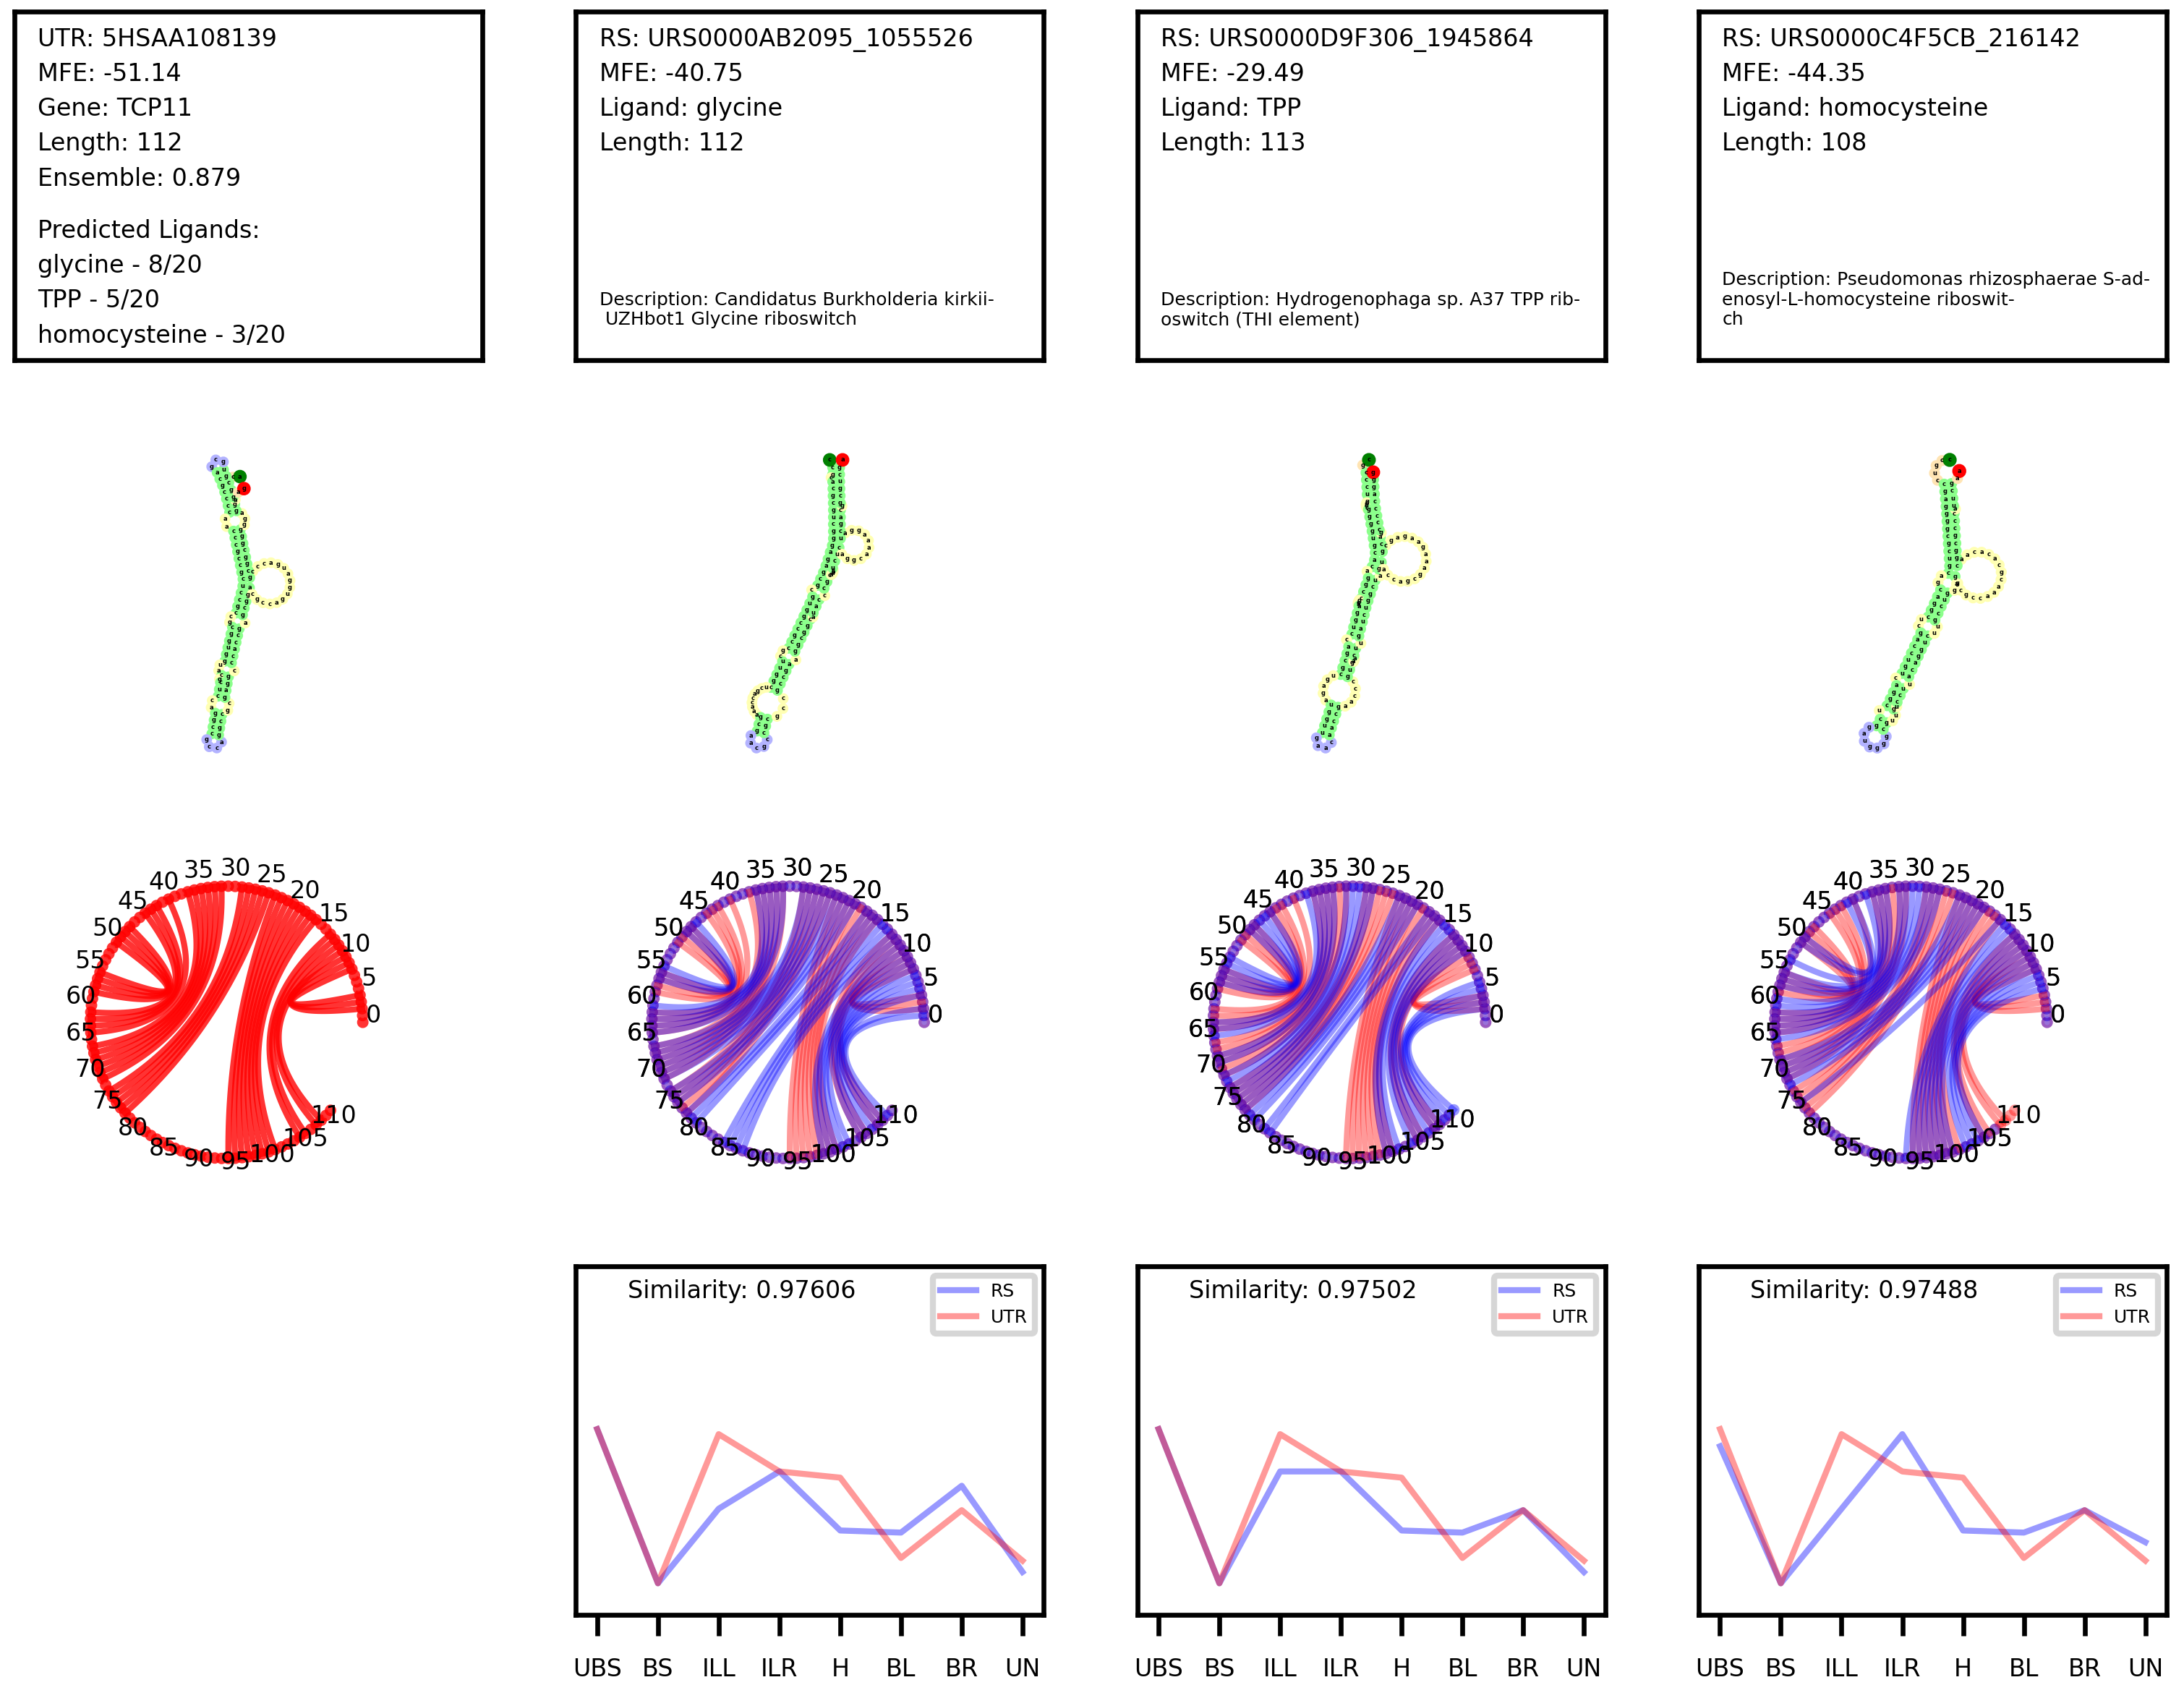 UTR: 5HSAA108139
MFE: -51.14
Gene: TCP11
Length: 112
Ensemble: 0.879
Predicted Ligands:
glycine - 8/20
TPP - 5/20
homocysteine - 3/20
RS: URS0000AB2095_1055526
MFE: -40.75
Ligand: glycine
Length: 112
Description: Candidatus Burkholderia kirkii-
UZHbot1 Glycine riboswitch
RS: URS0000D9F306_1945864
MFE: -29.49
Ligand: TPP
Length: 113
Description: Hydrogenophaga sp. A37 TPP rib-
oswitch (THI element)
RS: URS0000C4F5CB_216142
MFE: -44.35
Ligand: homocysteine
Length: 108
Description: Pseudomonas rhizosphaerae S-ad-
enosyl-L-homocysteine riboswit-
ch
0 5 10 15 20 25 30 35 40 45 50 55 60 65 70 75 80 85 90 95 100 105 110
0 5 10 15 20 25 30 35 40 45 50 55 60 65 70 75 80 85 90 95 100 105 110
0 5 10 15 20 25 30 35 40 45 50 55 60 65 70 75 80 85 90 95 100 105 110
0 5 10 15 20 25 30 35 40 45 50 55 60 65 70 75 80 85 90 95 100 105 110
Similarity: 0.97606
RS
UTR
UBS BS ILL ILR H BL BR UN
Similarity: 0.97502
RS
UTR
UBS BS ILL ILR H BL BR UN
Similarity: 0.97488
RS
UTR
UBS BS ILL ILR H BL BR UN